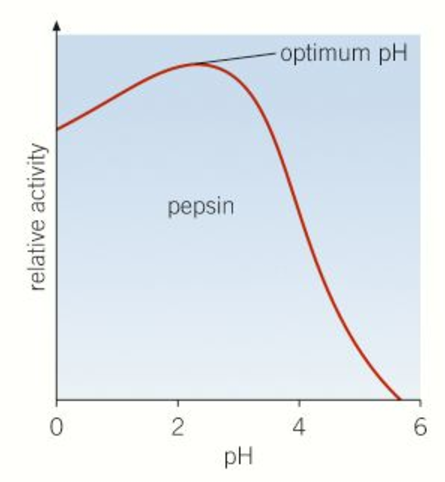 optimum pH
pepsin
relative activity
0 2 4 6
pH